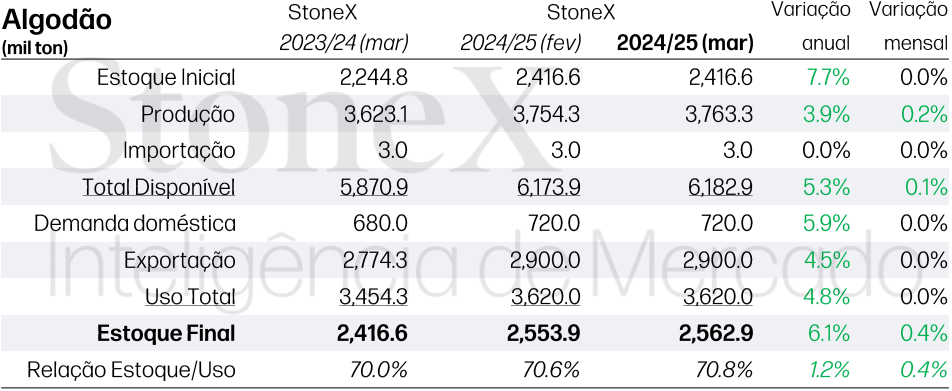 Algodão StoneX StoneX Variação Variação
(mil ton) 2023/24 (mar) 2024/25 (fev) 2024/25 (mar) anual mensal
Estoque Inicial 2,244.8 2,416.6 2,416.6 7.7% 0.0%
Produção 3,623.1 3,754.3 3,763.3 3.9% 0.2%
Importação 3.0 3.0 3.0 0.0% 0.0%
Total Disponível 5,870.9 6,173.9 6,182.9 5.3% 0.1%
Demanda doméstica 680.0 720.0 720.0 5.9% 0.0%
Exportação 2,774.3 2,900.0 2,900.0 4.5% 0.0%
Uso Total 3,454.3 3,620.0 3,620.0 4.8% 0.0%
Estoque Final 2,416.6 2,553.9 2,562.9 6.1% 0.4%
Relação Estoque/Uso 70.0% 70.6% 70.8% 1.2% 0.4%
StoneX
Inteligência de Mercado